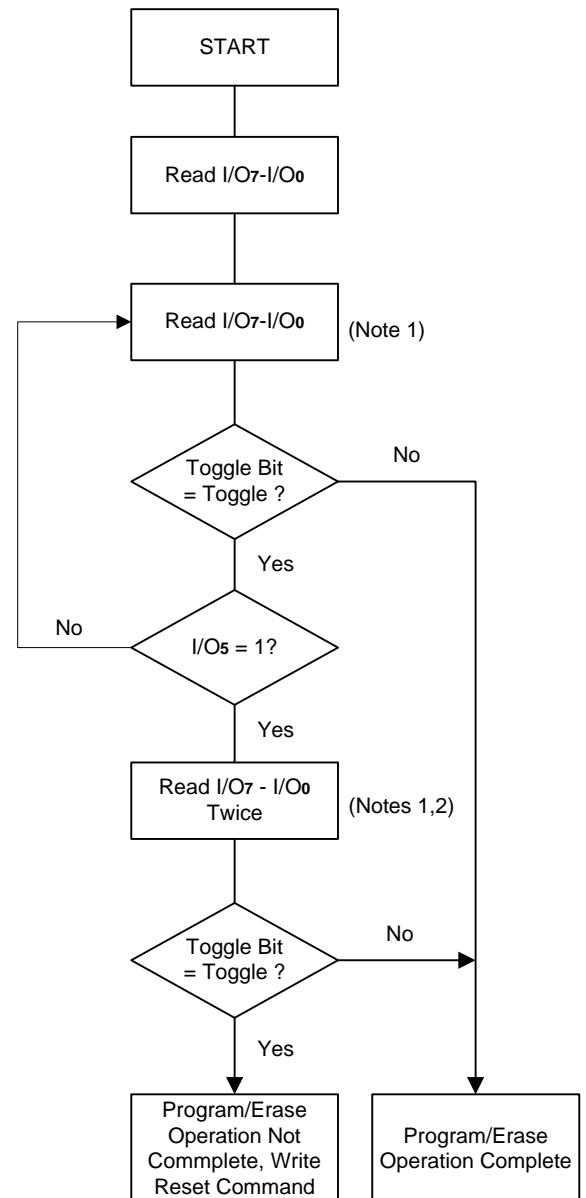 START
Read I/O7-I/O0
Read I/O7-I/O0
(Note 1)
Toggle Bit
= Toggle ?
No
Yes
No
I/O5 = 1?
Yes
Read I/O7 - I/O0
Twice
(Notes 1,2)
Toggle Bit
= Toggle ?
No
Yes
Program/Erase
Operation Not
Commplete, Write
Reset Command
Program/Erase
Operation Complete